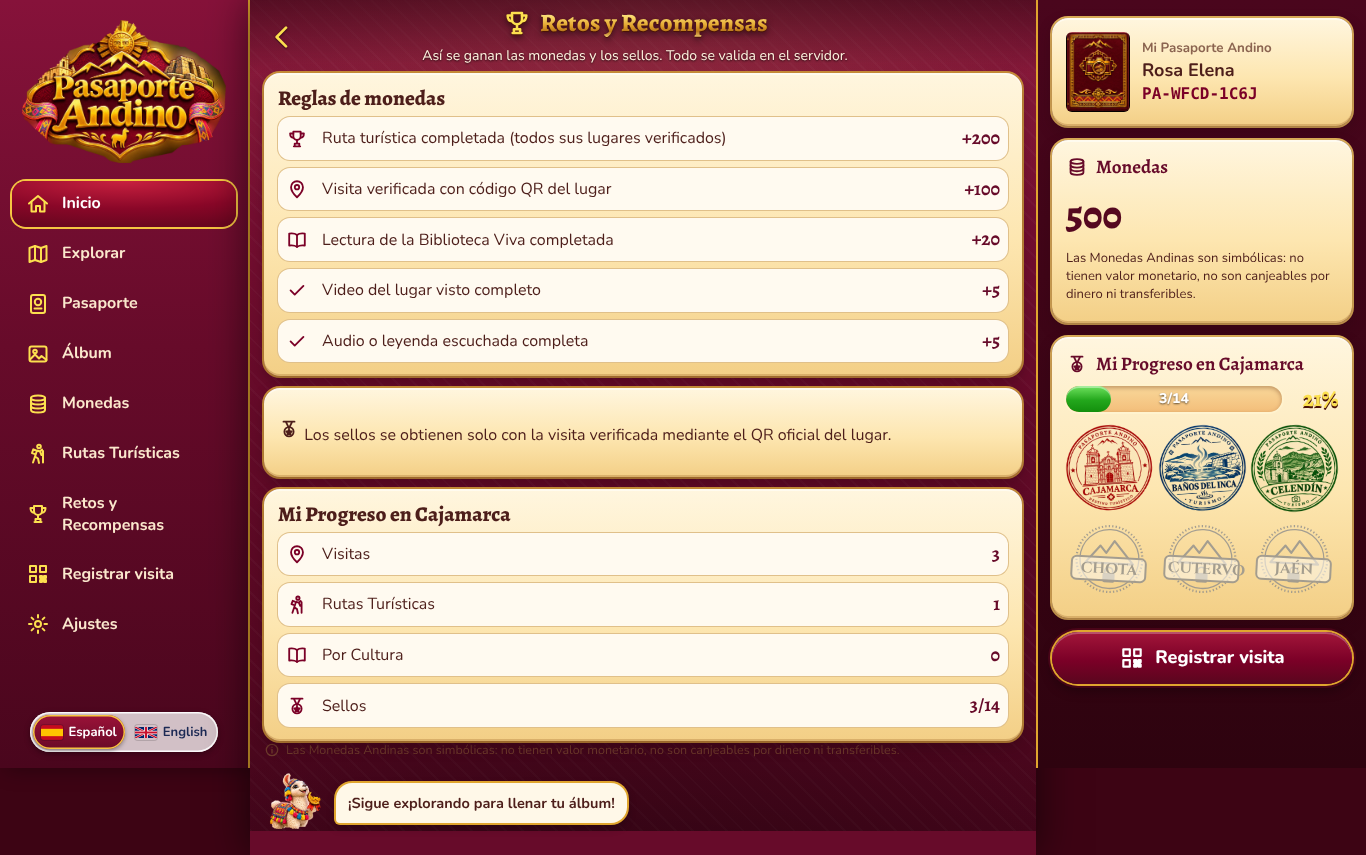 Pasaporte
Andino
Inicio
Explorar
Pasaporte
Álbum
Monedas
Rutas Turísticas
Retos y
Recompensas
Registrar visita
Ajustes
Español
English
Retos y Recompensas
Así se ganan las monedas y los sellos. Todo se valida en el servidor.
Reglas de monedas
Ruta turística completada (todos sus lugares verificados) +200
Visita verificada con código QR del lugar +100
Lectura de la Biblioteca Viva completada +20
Video del lugar visto completo +5
Audio o leyenda escuchada completa +5
Los sellos se obtienen solo con la visita verificada mediante el QR oficial del lugar.
Mi Progreso en Cajamarca
Visitas 3
Rutas Turísticas 1
Por Cultura 0
Sellos 3/14
Las Monedas Andinas son simbólicas: no tienen valor monetario, no son canjeables por dinero ni transferibles.
¡Sigue explorando para llenar tu álbum!
Mi Pasaporte Andino
Rosa Elena
PA-WFCD-1C6J
Monedas
500
Las Monedas Andinas son simbólicas: no
tienen valor monetario, no son canjeables por
dinero ni transferibles.
Mi Progreso en Cajamarca
3/14 21%
PASAPORTE ANDINO
CAJAMARCA
PASAPORTE ANDINO
BAÑOS DEL INCA
TURISMO
PASAPORTE ANDINO
CELENDÍN
TURISMO
CHOTA
CUTERVO
JAÉN
Registrar visita